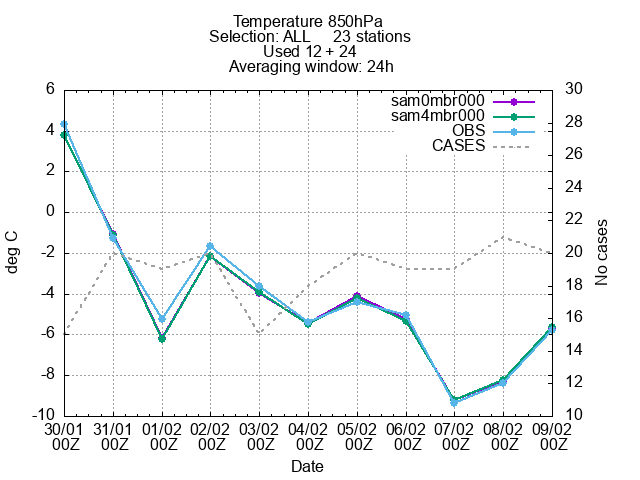 Temperature 850hPa
Selection: ALL 23 stations
Used 12 + 24
Averaging window: 24h
sam0mbr000
sam4mbr000
OBS
CASES
6
4
2
0
-2
-4
-6
-8
-10
30
28
26
24
22
20
18
16
14
12
10
deg C
No cases
30/01 31/01 01/02 02/02 03/02 04/02 05/02 06/02 07/02 08/02 09/02
00Z 00Z 00Z 00Z 00Z 00Z 00Z 00Z 00Z 00Z 00Z
Date